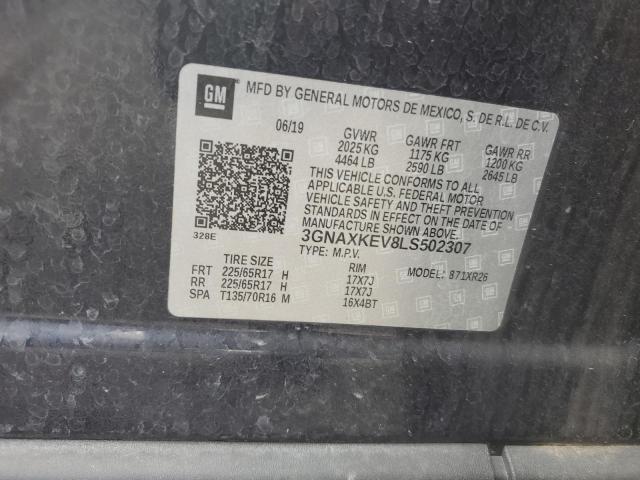 GM
MFD BY GENERAL MOTORS DE MEXICO, S. DE R.L. DE C.V.
06/19 GVWR GAWR FRT GAWR RR
2025 KG 1175 KG 1200 KG
4464 LB 2590 LB 2645 LB
THIS VEHICLE CONFORMS TO ALL
APPLICABLE U.S. FEDERAL MOTOR
VEHICLE SAFETY AND THEFT PREVENTION
STANDARDS IN EFFECT ON THE DATE OF
MANUFACTURE SHOWN ABOVE.
328E 3GNAXKEV8LS502307
TYPE: M.P.V. MODEL: 871XR26
TIRE SIZE RIM
FRT 225/65R17 H 17X7J
RR 225/65R17 H 17X7J
SPA T135/70R16 M 16X4BT